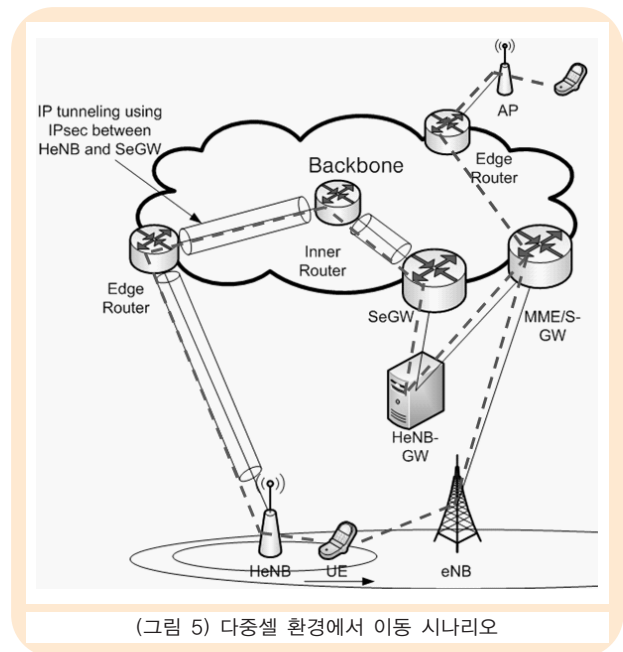 AP
IP tunneling using
IPsec between
HeNB and SeGW
Backbone
Edge
Router
Inner
Router
Edge
Router
SeGW
MME/S-
GW
HeNB-
GW
HeNB
UE
eNB
(그림 5) 다중셀 환경에서 이동 시나리오